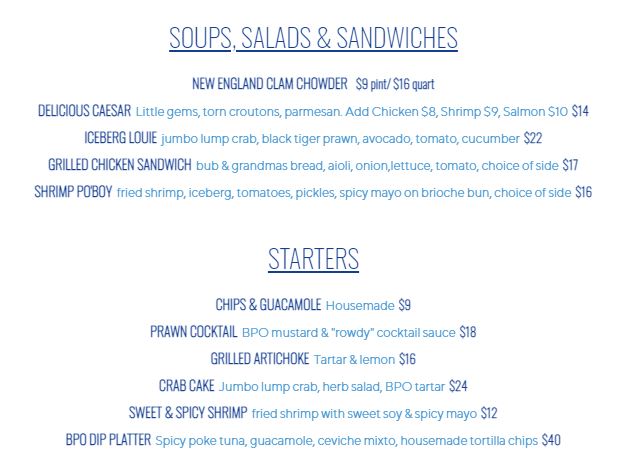 SOUPS, SALADS & SANDWICHES
NEW ENGLAND CLAM CHOWDER $9 pint/ $16 quart
DELICIOUS CAESAR Little gems, torn croutons, parmesan. Add Chicken $8, Shrimp $9, Salmon $10 $14
ICEBERG LOUIE jumbo lump crab, black tiger prawn, avocado, tomato, cucumber $22
GRILLED CHICKEN SANDWICH bub & grandmas bread, aioli, onion,lettuce, tomato, choice of side $17
SHRIMP PO'BOY fried shrimp, iceberg, tomatoes, pickles, spicy mayo on brioche bun, choice of side $16
STARTERS
CHIPS & GUACAMOLE Housemade $9
PRAWN COCKTAIL BPO mustard & "rowdy" cocktail sauce $18
GRILLED ARTICHOKE Tartar & lemon $16
CRAB CAKE Jumbo lump crab, herb salad, BPO tartar $24
SWEET & SPICY SHRIMP fried shrimp with sweet soy & spicy mayo $12
BPO DIP PLATTER Spicy poke tuna, guacamole, ceviche mixto, housemade tortilla chips $40